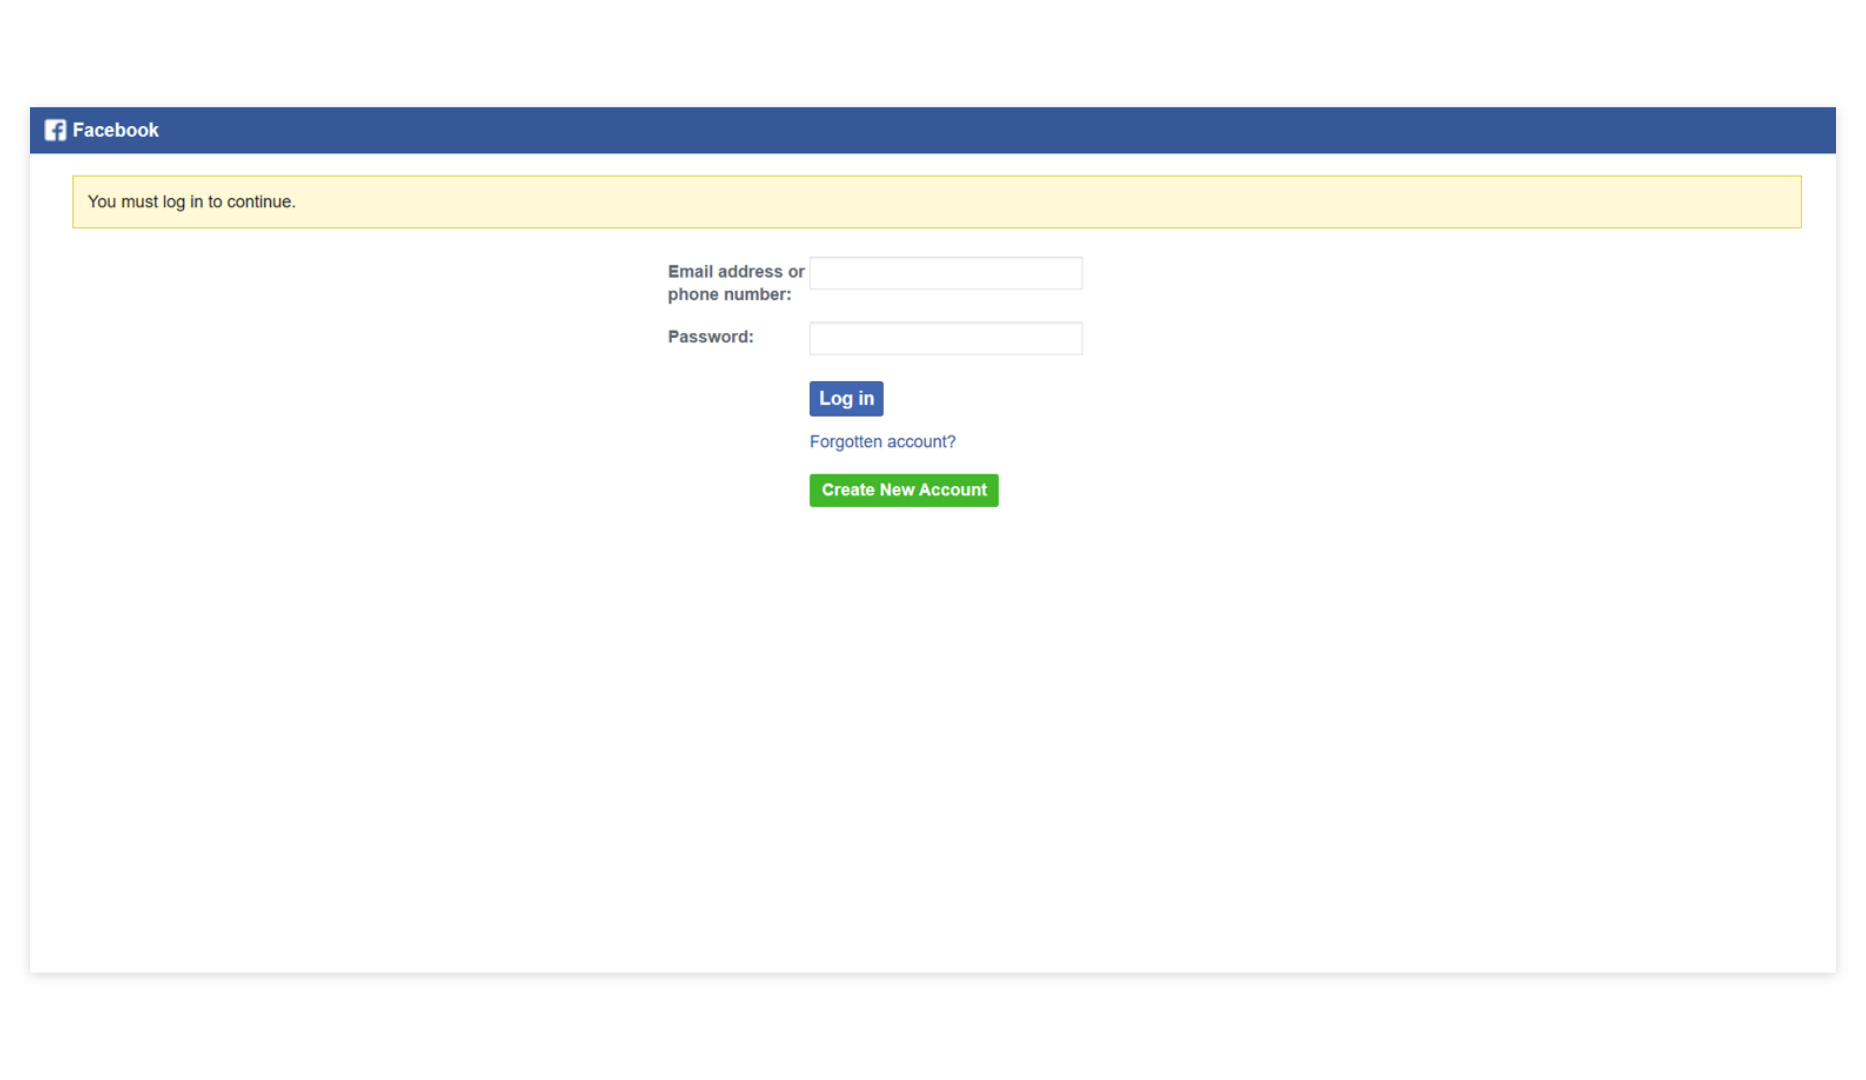 Facebook
You must log in to continue.
Email address or
phone number:
Password:
Log in
Forgotten account?
Create New Account